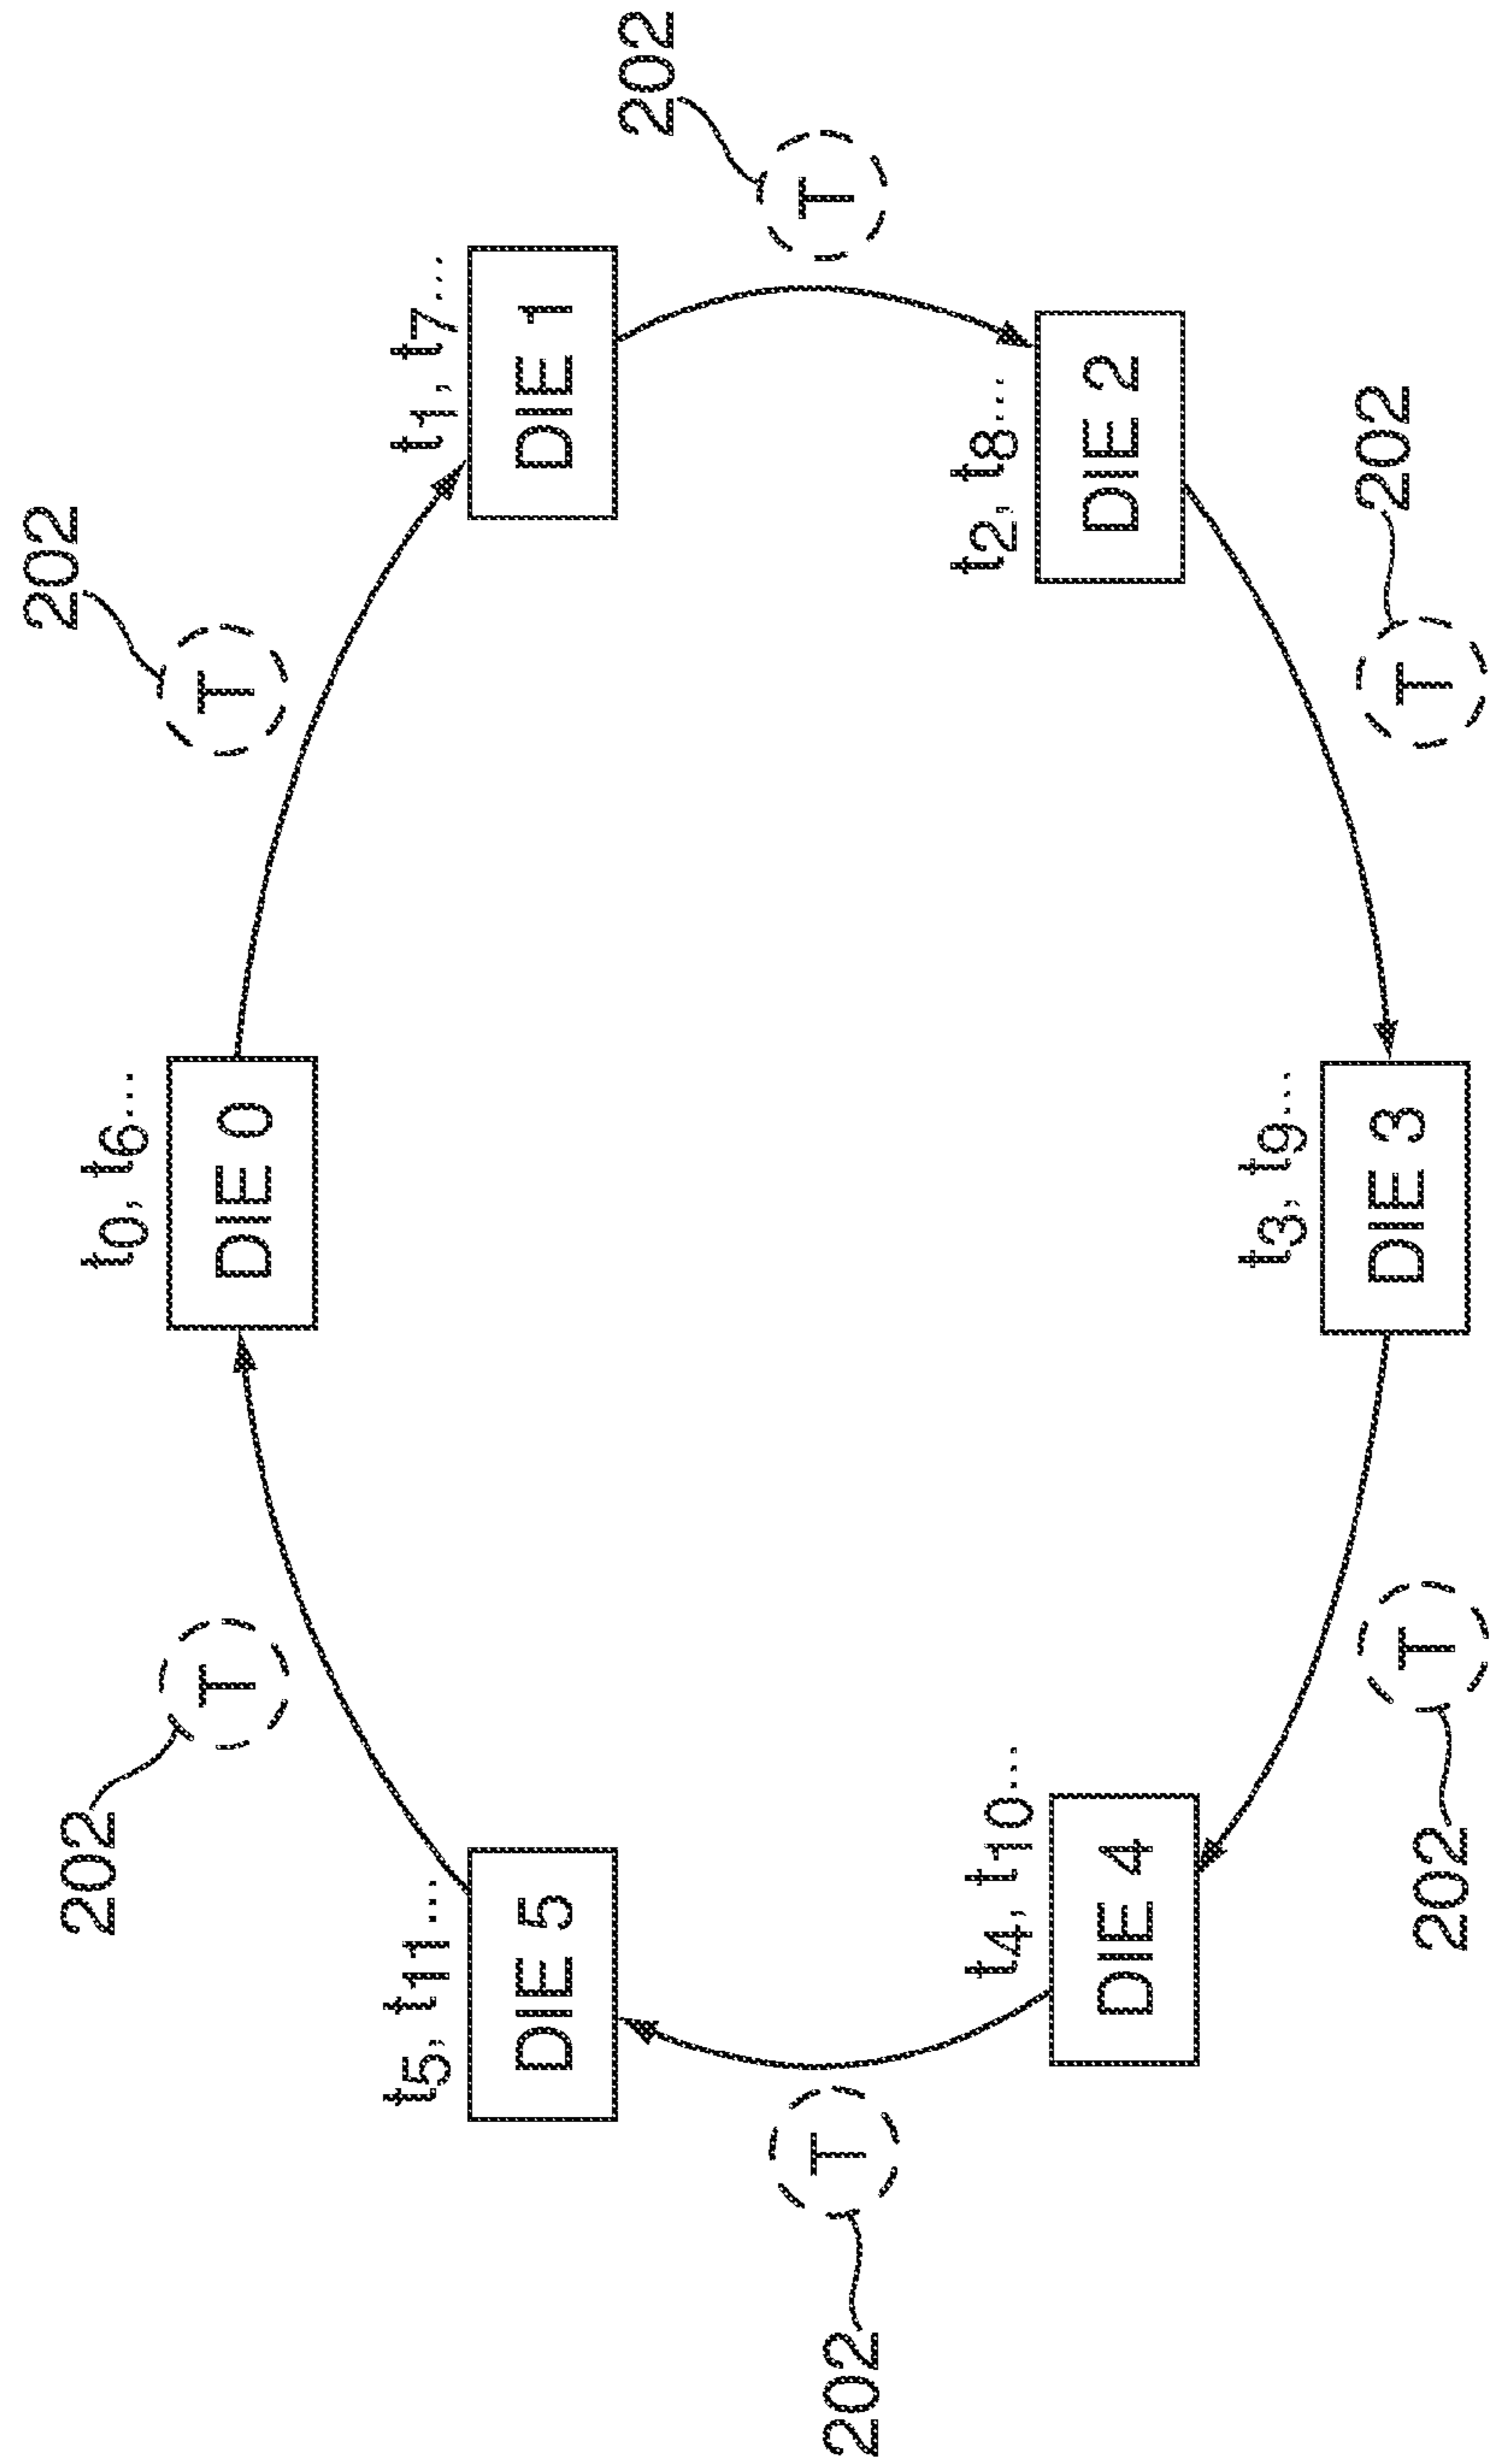 202
T
t0, t6...
DIE 0
202
T
t1, t7...
DIE 1
202
T
t2, t8...
DIE 2
202
T
t3, t9...
DIE 3
202
T
t4, t10...
DIE 4
202
T
t5, t11...
DIE 5
202
T